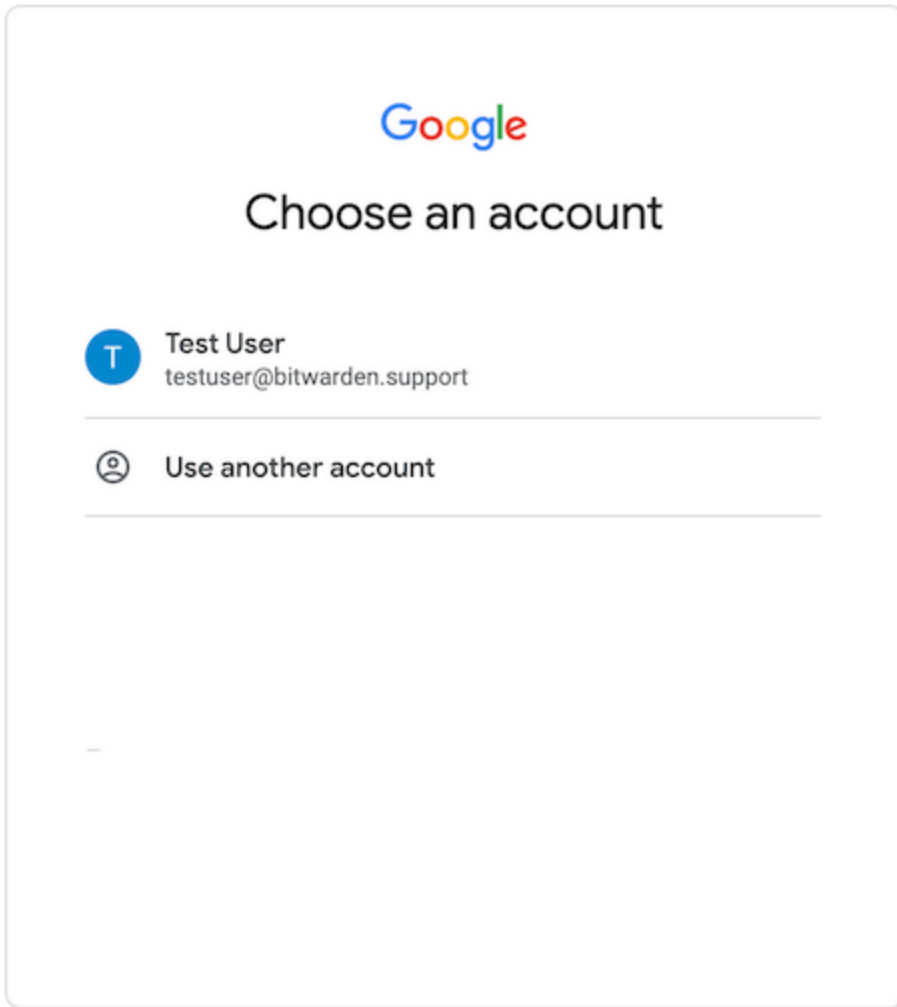 Google
Choose an account
T
Test User
testuser@bitwarden.support
Use another account